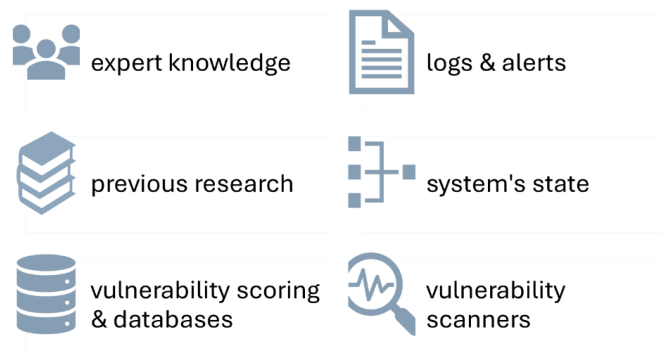 expert knowledge
logs & alerts
previous research
system's state
vulnerability scoring
& databases
vulnerability
scanners